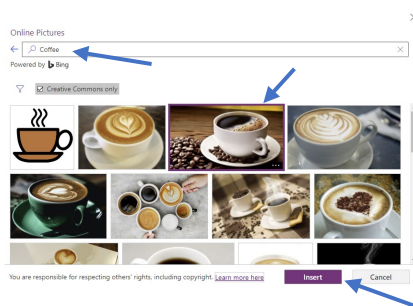 Online Pictures
Coffee
Powered by Bing
Creative Commons only
You are responsible for respecting others' rights, including copyright. Learn more here
Insert
Cancel